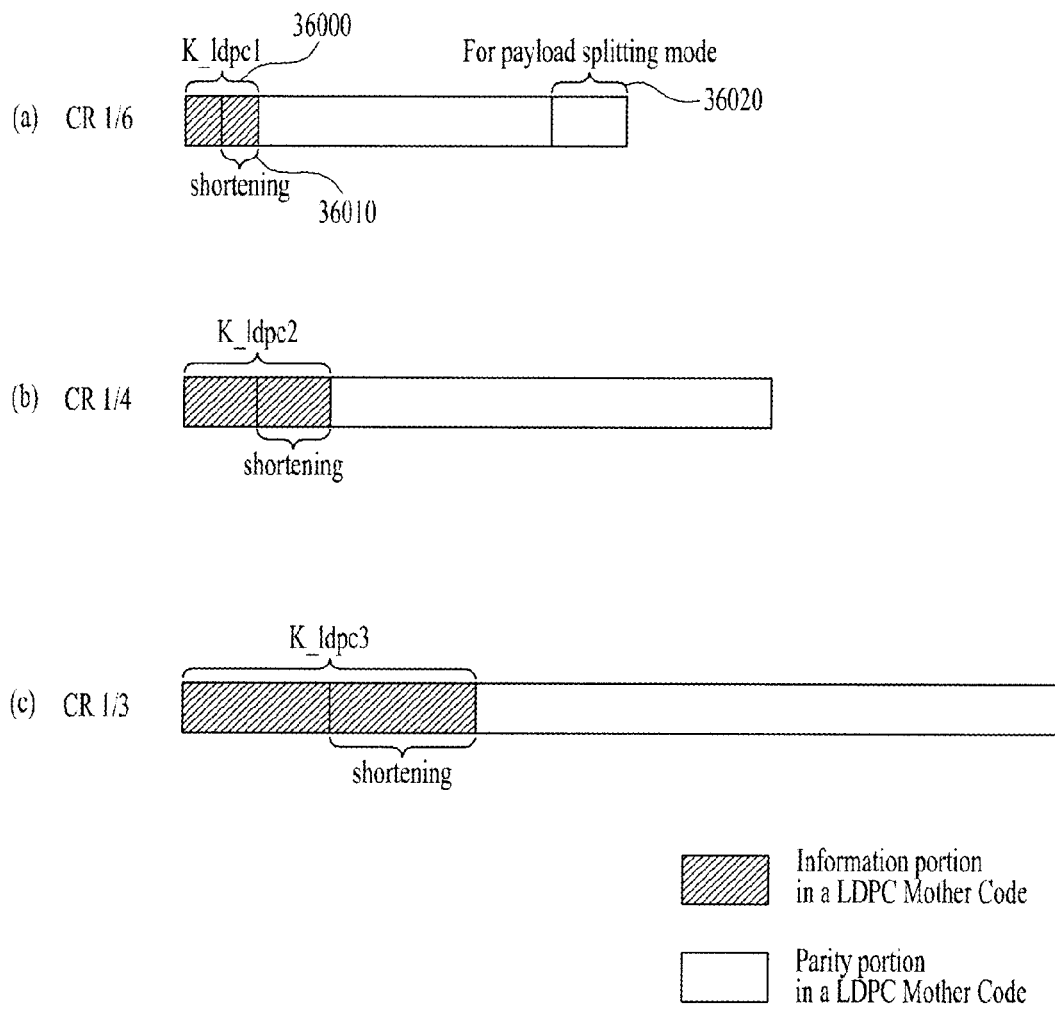 36000
K_ldpc1
For payload splitting mode
36020
(a) CR 1/6
shortening
36010
K_ldpc2
(b) CR 1/4
shortening
K_ldpc3
(c) CR 1/3
shortening
Information portion
in a LDPC Mother Code
Parity portion
in a LDPC Mother Code